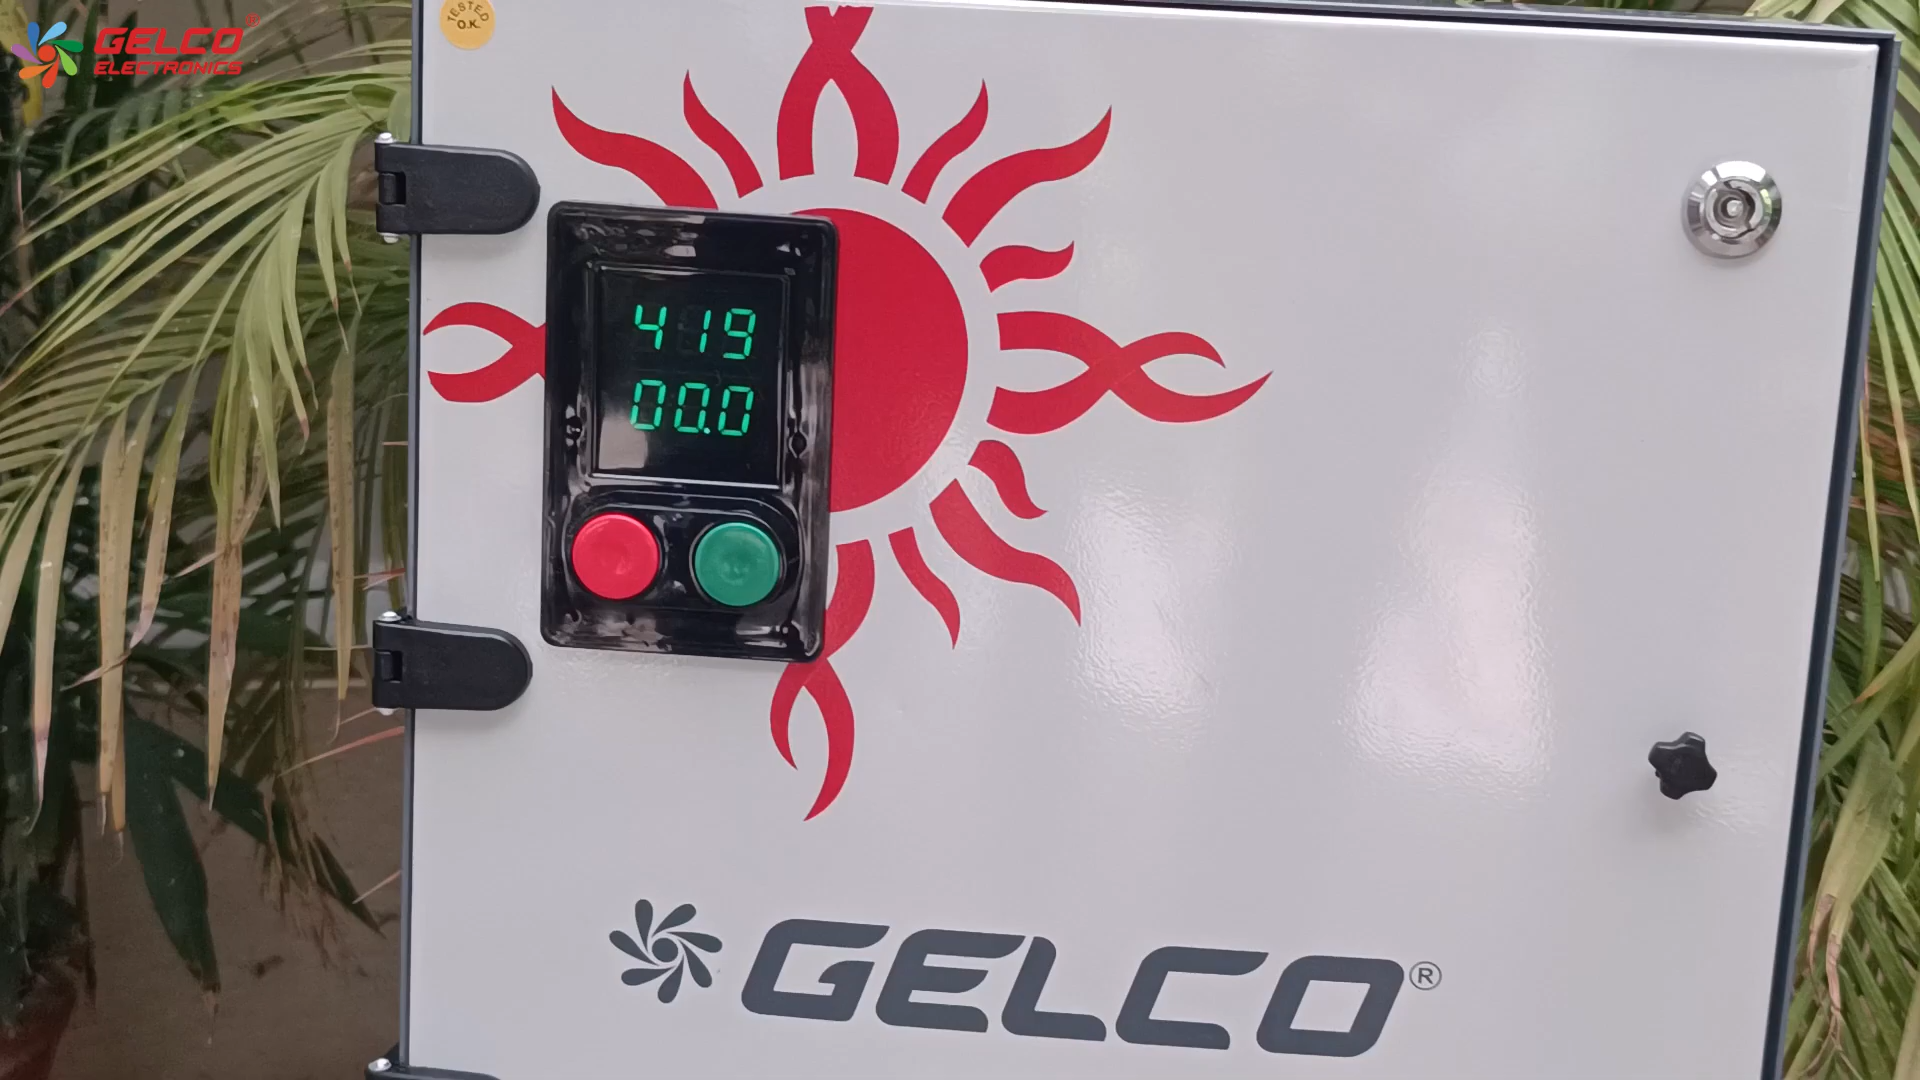 GELCO®
ELECTRONICS
TESTED
O.K.
419
00.0
GELCO®